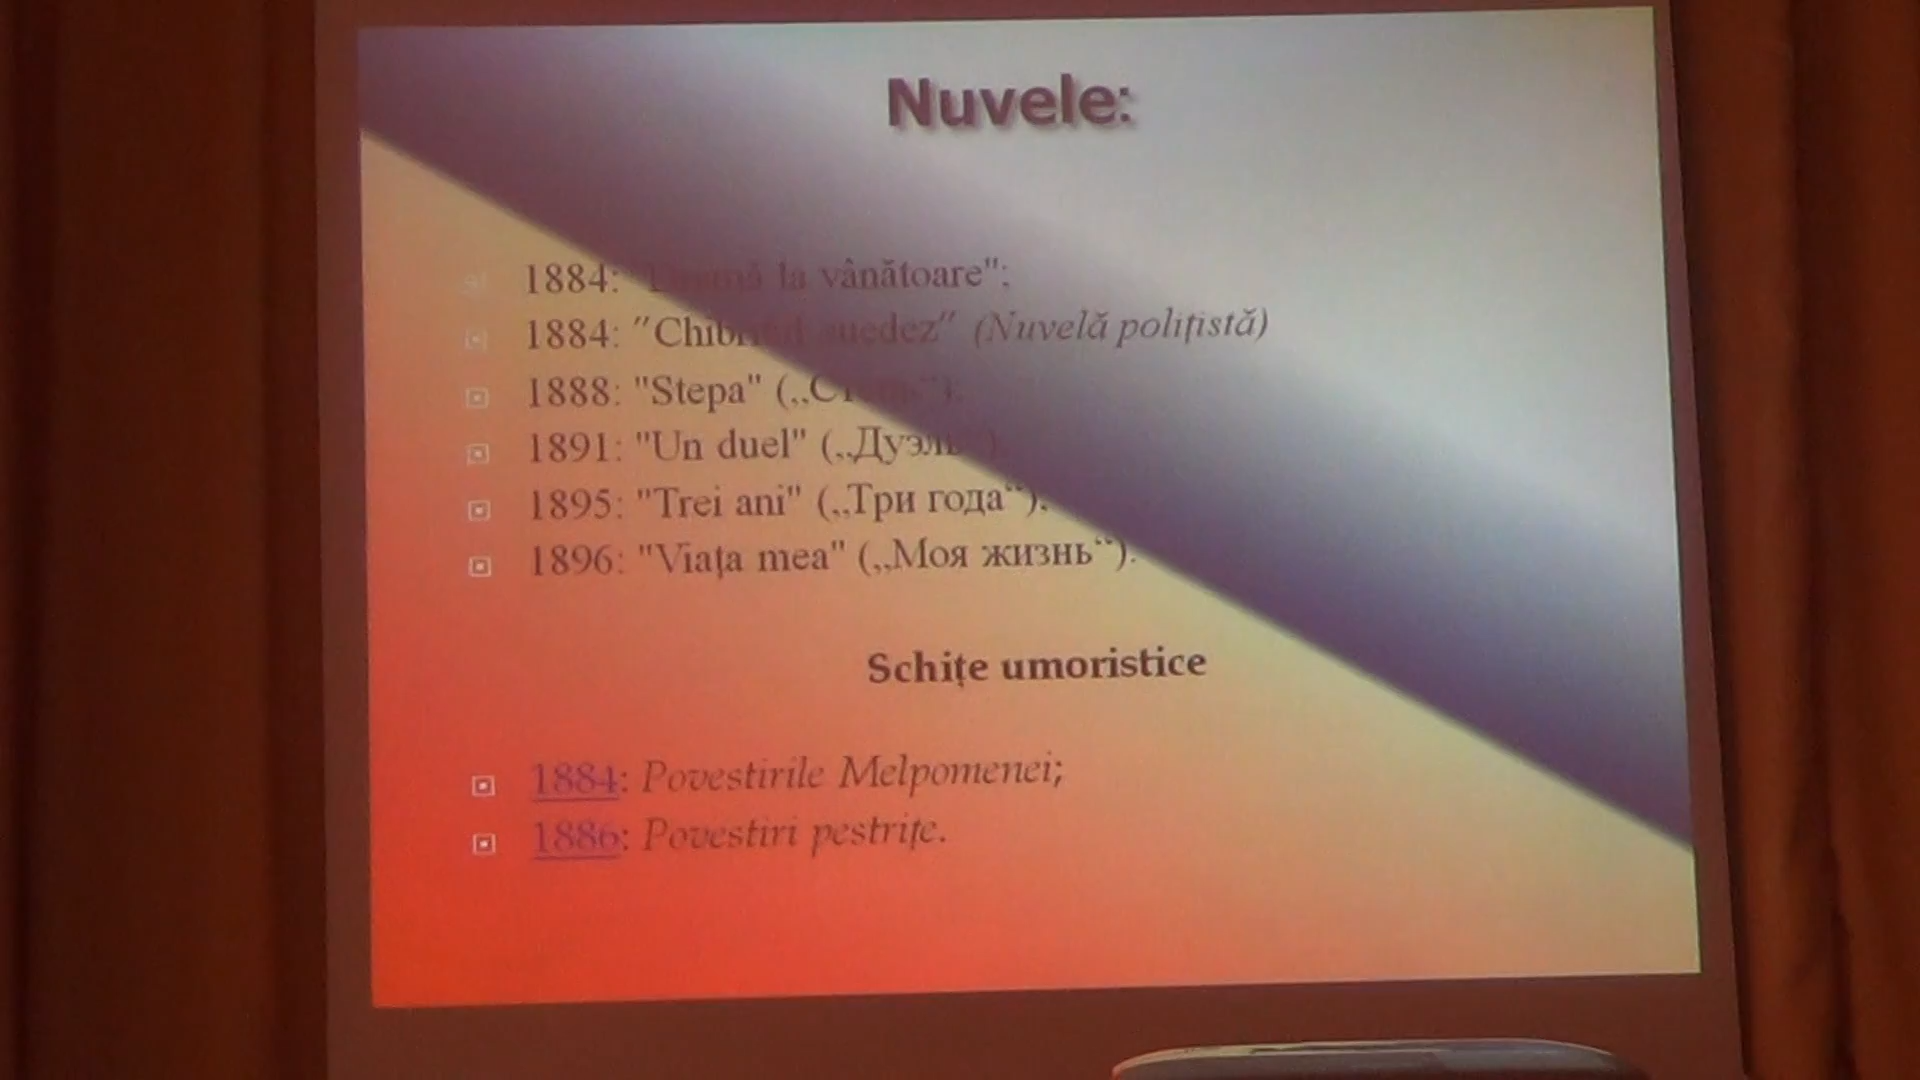 Nuvele:
1884: "Dramă la vânătoare";
1884: "Chibritul suedez" (Nuvelă polițistă)
1888: "Stepa" („Степь“);
1891: "Un duel" („Дуэль“);
1895: "Trei ani" („Три года“);
1896: "Viața mea" („Моя жизнь“).
Schițe umoristice
1884: Povestirile Melpomenei;
1886: Povestiri pestrițe.